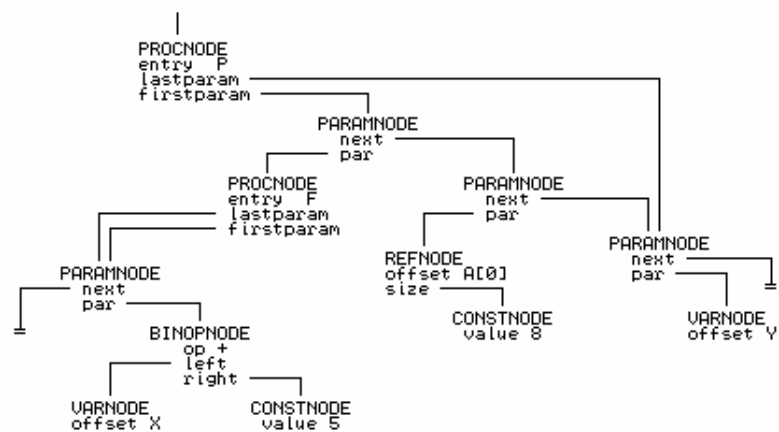 PROCNODE
entry P
lastparam
firstparam
PARAMNODE
next
par
PROCNODE
entry F
lastparam
firstparam
PARAMNODE
next
par
PARAMNODE
next
par
REFNODE
offset A[0]
size
PARAMNODE
next
par
CONSTNODE
value 8
VARNODE
offset Y
BINOPNODE
op +
left
right
VARNODE
offset X
CONSTNODE
value 5